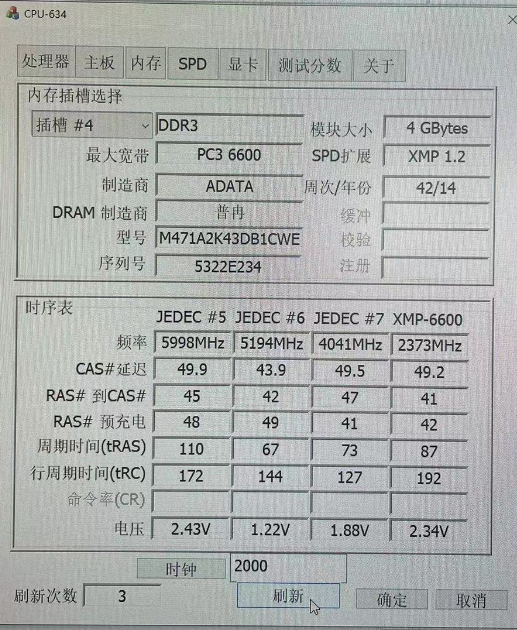 CPU-634
处理器 主板 内存 SPD 显卡 测试分数 关于
内存插槽选择
插槽 #4 DDR3 模块大小 4 GBytes
最大宽带 PC3 6600 SPD扩展 XMP 1.2
制造商 ADATA 周次/年份 42/14
DRAM 制造商 普冉 缓冲
型号 M471A2K43DB1CWE 校验
序列号 5322E234 注册
时序表
JEDEC #5 JEDEC #6 JEDEC #7 XMP-6600
频率 5998MHz 5194MHz 4041MHz 2373MHz
CAS#延迟 49.9 43.9 49.5 49.2
RAS# 到CAS# 45 42 47 41
RAS# 预充电 48 49 41 42
周期时间(tRAS) 110 67 73 87
行周期时间(tRC) 172 144 127 192
命令率(CR)
电压 2.43V 1.22V 1.88V 2.34V
时钟 2000
刷新次数 3 刷新 确定 取消